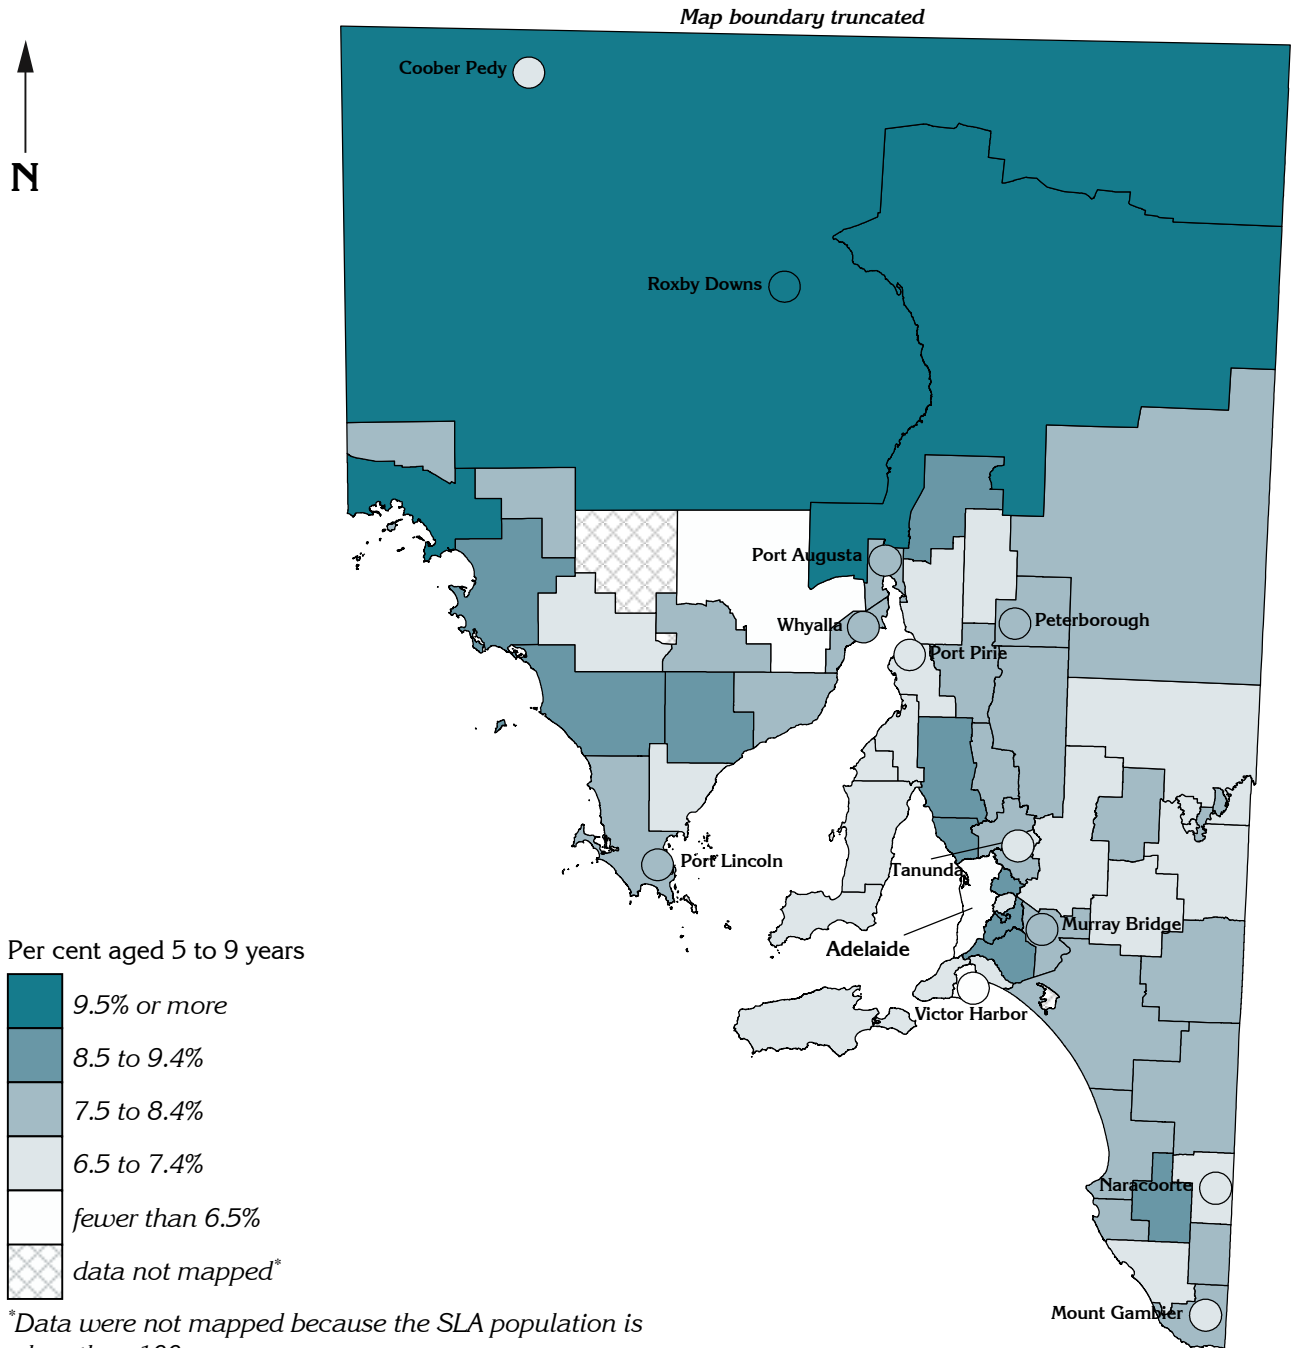 Map boundary truncated
Coober Pedy
N
Roxby Downs
Port Augusta
Whyalla
Peterborough
Port Pirie
Port Lincoln
Tanunda
Murray Bridge
Adelaide
Victor Harbor
Naracoorte
Mount Gambier
Per cent aged 5 to 9 years
9.5% or more
8.5 to 9.4%
7.5 to 8.4%
6.5 to 7.4%
fewer than 6.5%
data not mapped*
*Data were not mapped because the SLA population is